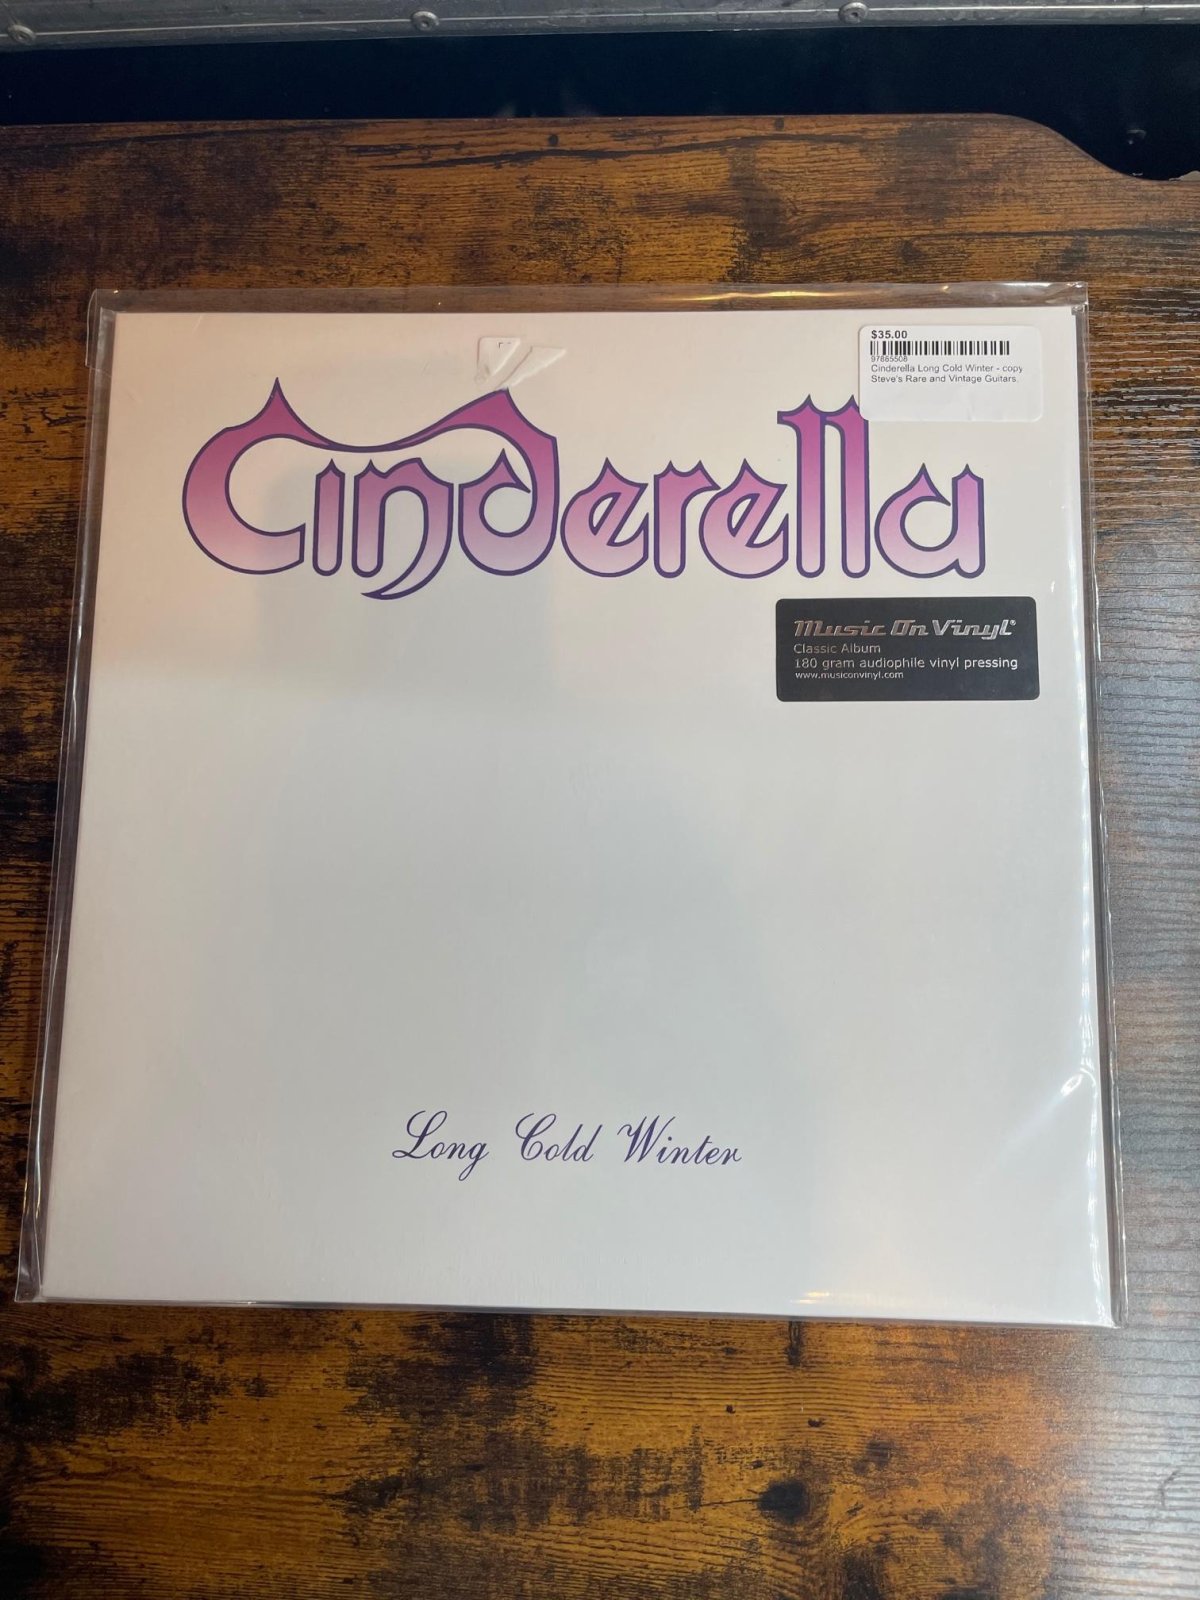 $35.00
97885508
Cinderella Long Cold Winter - copy
Steve's Rare and Vintage Guitars,
Cinderella
Music On Vinyl®
Classic Album
180 gram audiophile vinyl pressing
www.musiconvinyl.com
Long Cold Winter